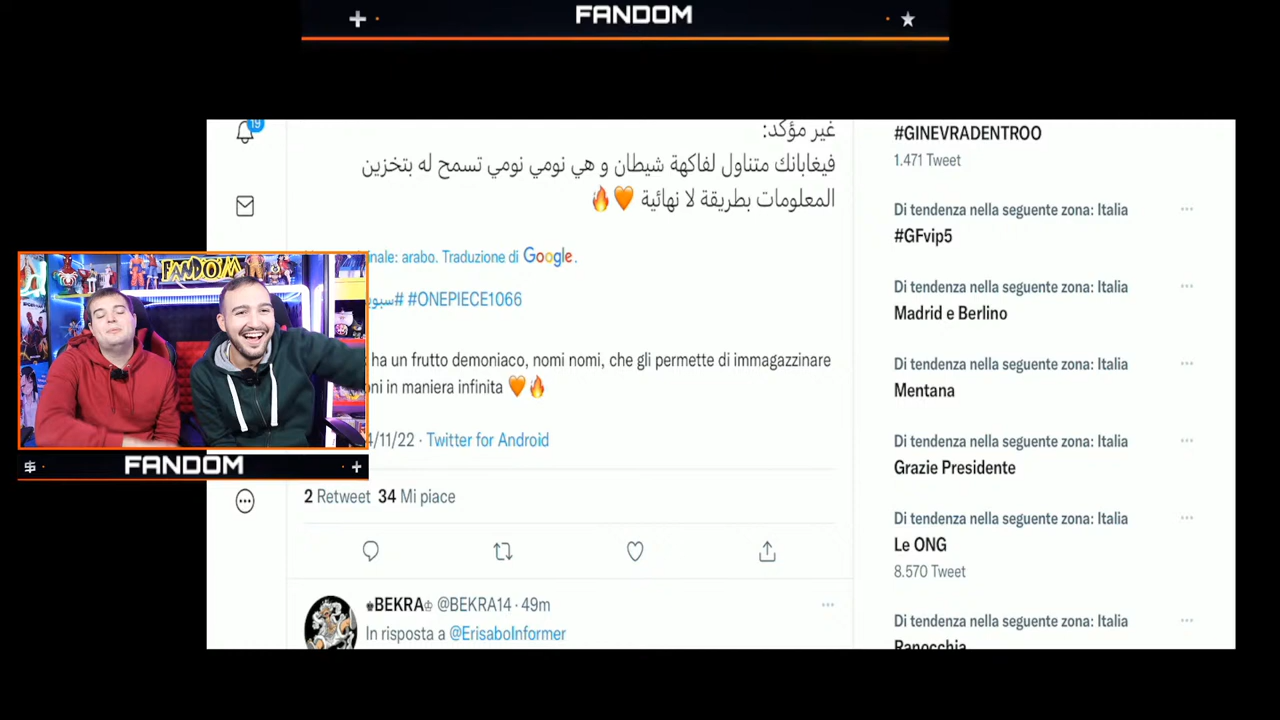 FANDOM
19
غير مؤكد:
فيغابانك متناول لفاكهة شيطان و هي نومي نومي تسمح له بتخزين
المعلومات بطريقة لا نهائية 🧡🔥
arabo. Traduzione di Google.
#ONEPIECE1066
ha un frutto demoniaco, nomi nomi, che gli permette di immagazzinare
in maniera infinita 🧡🔥
/11/22 · Twitter for Android
2 Retweet 34 Mi piace
BEKRA @BEKRA14 · 49m
In risposta a @ErisaboInformer
#GINEVRADENTROO
1.471 Tweet
Di tendenza nella seguente zona: Italia
#GFvip5
Di tendenza nella seguente zona: Italia
Madrid e Berlino
Di tendenza nella seguente zona: Italia
Mentana
Di tendenza nella seguente zona: Italia
Grazie Presidente
Di tendenza nella seguente zona: Italia
Le ONG
8.570 Tweet
Di tendenza nella seguente zona: Italia
Ranocchia
FANDOM
FANDOM